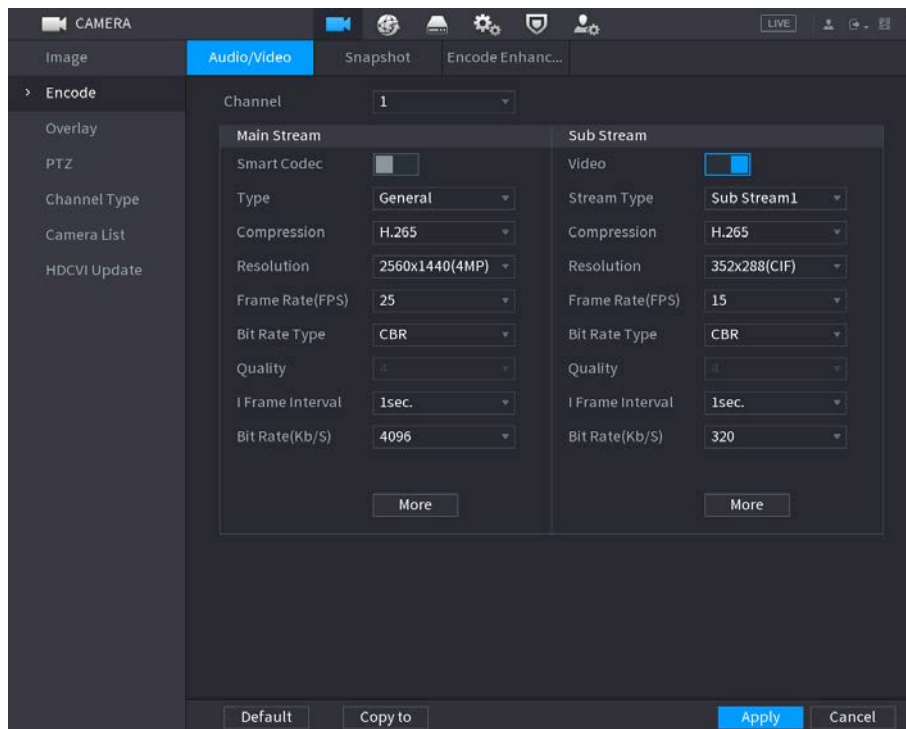 CAMERA LIVE
Image
Encode
Overlay
PTZ
Channel Type
Camera List
HDCVI Update
Audio/Video Snapshot Encode Enhanc...
Channel 1
Main Stream Sub Stream
Smart Codec Video
Type General Stream Type Sub Stream1
Compression H.265 Compression H.265
Resolution 2560x1440(4MP) Resolution 352x288(CIF)
Frame Rate(FPS) 25 Frame Rate(FPS) 15
Bit Rate Type CBR Bit Rate Type CBR
Quality 4 Quality 4
I Frame Interval 1sec. I Frame Interval 1sec.
Bit Rate(Kb/S) 4096 Bit Rate(Kb/S) 320
More More
Default Copy to Apply Cancel